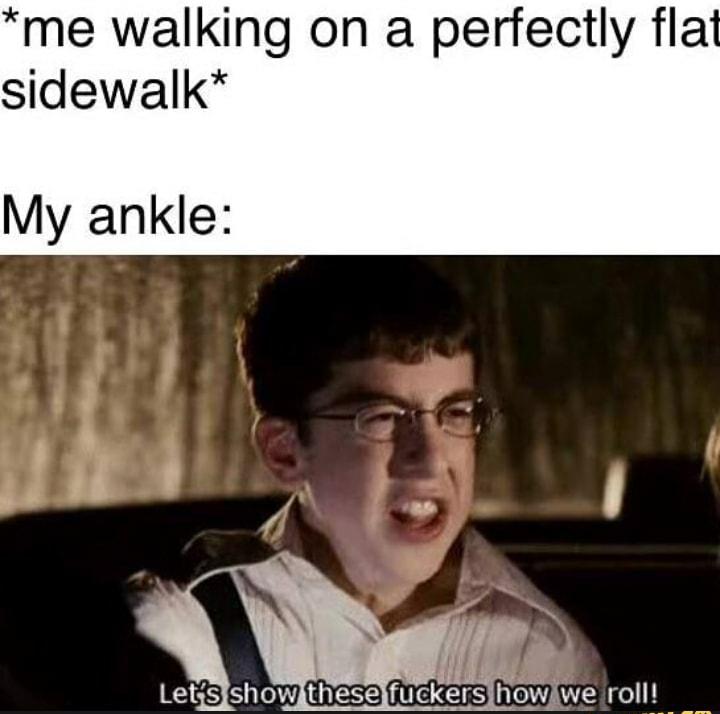 *me walking on a perfectly flat
sidewalk*
My ankle:
Let's show these fuckers how we roll!